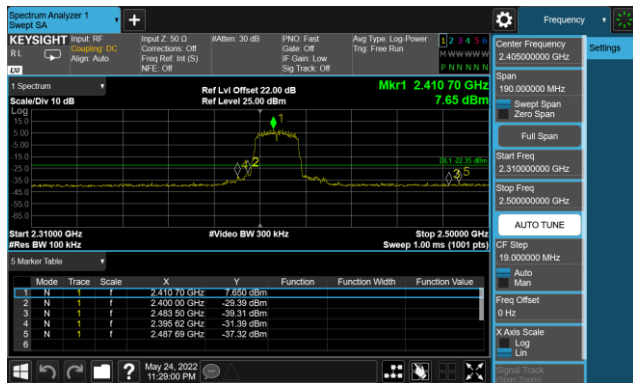 Spectrum Analyzer 1
Swept SA
Frequency
KEYSIGHT
RL
LXI
Input: RF
Coupling: DC
Align: Auto
Input Z: 50 Ω
Corrections: Off
Freq Ref: Int (S)
NFE: Off
#Atten: 30 dB
PNO: Fast
Gate: Off
IF Gain: Low
Sig Track: Off
Avg Type: Log-Power
Trig: Free Run
1 2 3 4 5 6
M W W W W W
P N N N N N
Center Frequency
2.405000000 GHz
Settings
Span
190.000000 MHz
Swept Span
Zero Span
Full Span
Start Freq
2.310000000 GHz
Stop Freq
2.500000000 GHz
AUTO TUNE
CF Step
19.000000 MHz
Auto
Man
Freq Offset
0 Hz
X Axis Scale
Log
Lin
Signal Track
(Span Zoom)
1 Spectrum
Scale/Div 10 dB
Ref Lvl Offset 22.00 dB
Ref Level 25.00 dBm
Mkr1 2.410 70 GHz
7.65 dBm
Log
15.0
5.00
-5.00
-15.0
-25.0
-35.0
-45.0
-55.0
-65.0
1
4 2
DL1 -22.35 dBm
3 5
Start 2.31000 GHz
#Video BW 300 kHz
Stop 2.50000 GHz
#Res BW 100 kHz
Sweep 1.00 ms (1001 pts)
5 Marker Table
Mode Trace Scale X Y Function Function Width Function Value
1 N 1 f 2.410 70 GHz 7.650 dBm
2 N 1 f 2.400 00 GHz -29.39 dBm
3 N 1 f 2.483 50 GHz -39.31 dBm
4 N 1 f 2.395 62 GHz -31.39 dBm
5 N 1 f 2.487 69 GHz -37.32 dBm
6
?
May 24, 2022
11:29:00 PM